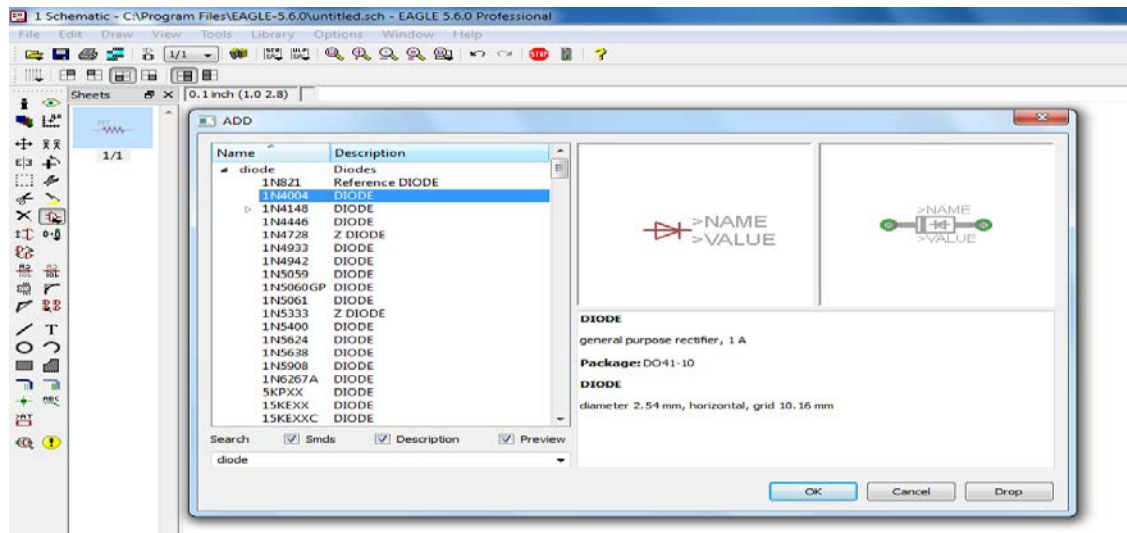 1 Schematic - C:\Program Files\EAGLE-5.6.0\untitled.sch - EAGLE 5.6.0 Professional
File Edit Draw View Tools Library Options Window Help
1/1
Sheets
0.1 inch (1.0 2.8)
1/1
ADD
Name Description
diode Diodes
1N821 Reference DIODE
1N4004 DIODE
1N4148 DIODE
1N4446 DIODE
1N4728 Z DIODE
1N4933 DIODE
1N4942 DIODE
1N5059 DIODE
1N5060GP DIODE
1N5061 DIODE
1N5333 Z DIODE
1N5400 DIODE
1N5624 DIODE
1N5638 DIODE
1N5908 DIODE
1N6267A DIODE
5KPXX DIODE
15KEXX DIODE
15KEXXC DIODE
Search Smds Description Preview
diode
>NAME
>VALUE
>NAME
>VALUE
DIODE
general purpose rectifier, 1 A
Package: DO41-10
DIODE
diameter 2.54 mm, horizontal, grid 10.16 mm
OK Cancel Drop